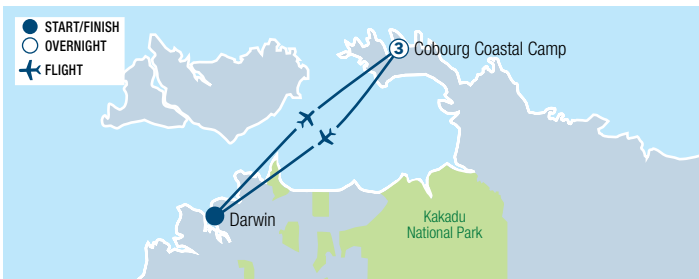 START/FINISH
OVERNIGHT
FLIGHT
3 Cobourg Coastal Camp
Darwin
Kakadu
National Park